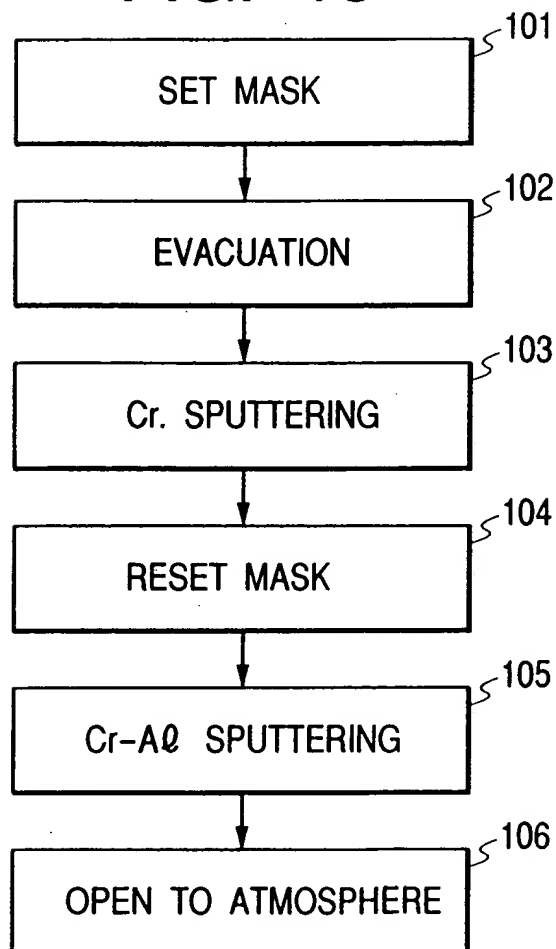 101
SET MASK
102
EVACUATION
103
Cr. SPUTTERING
104
RESET MASK
105
Cr-Aℓ SPUTTERING
106
OPEN TO ATMOSPHERE